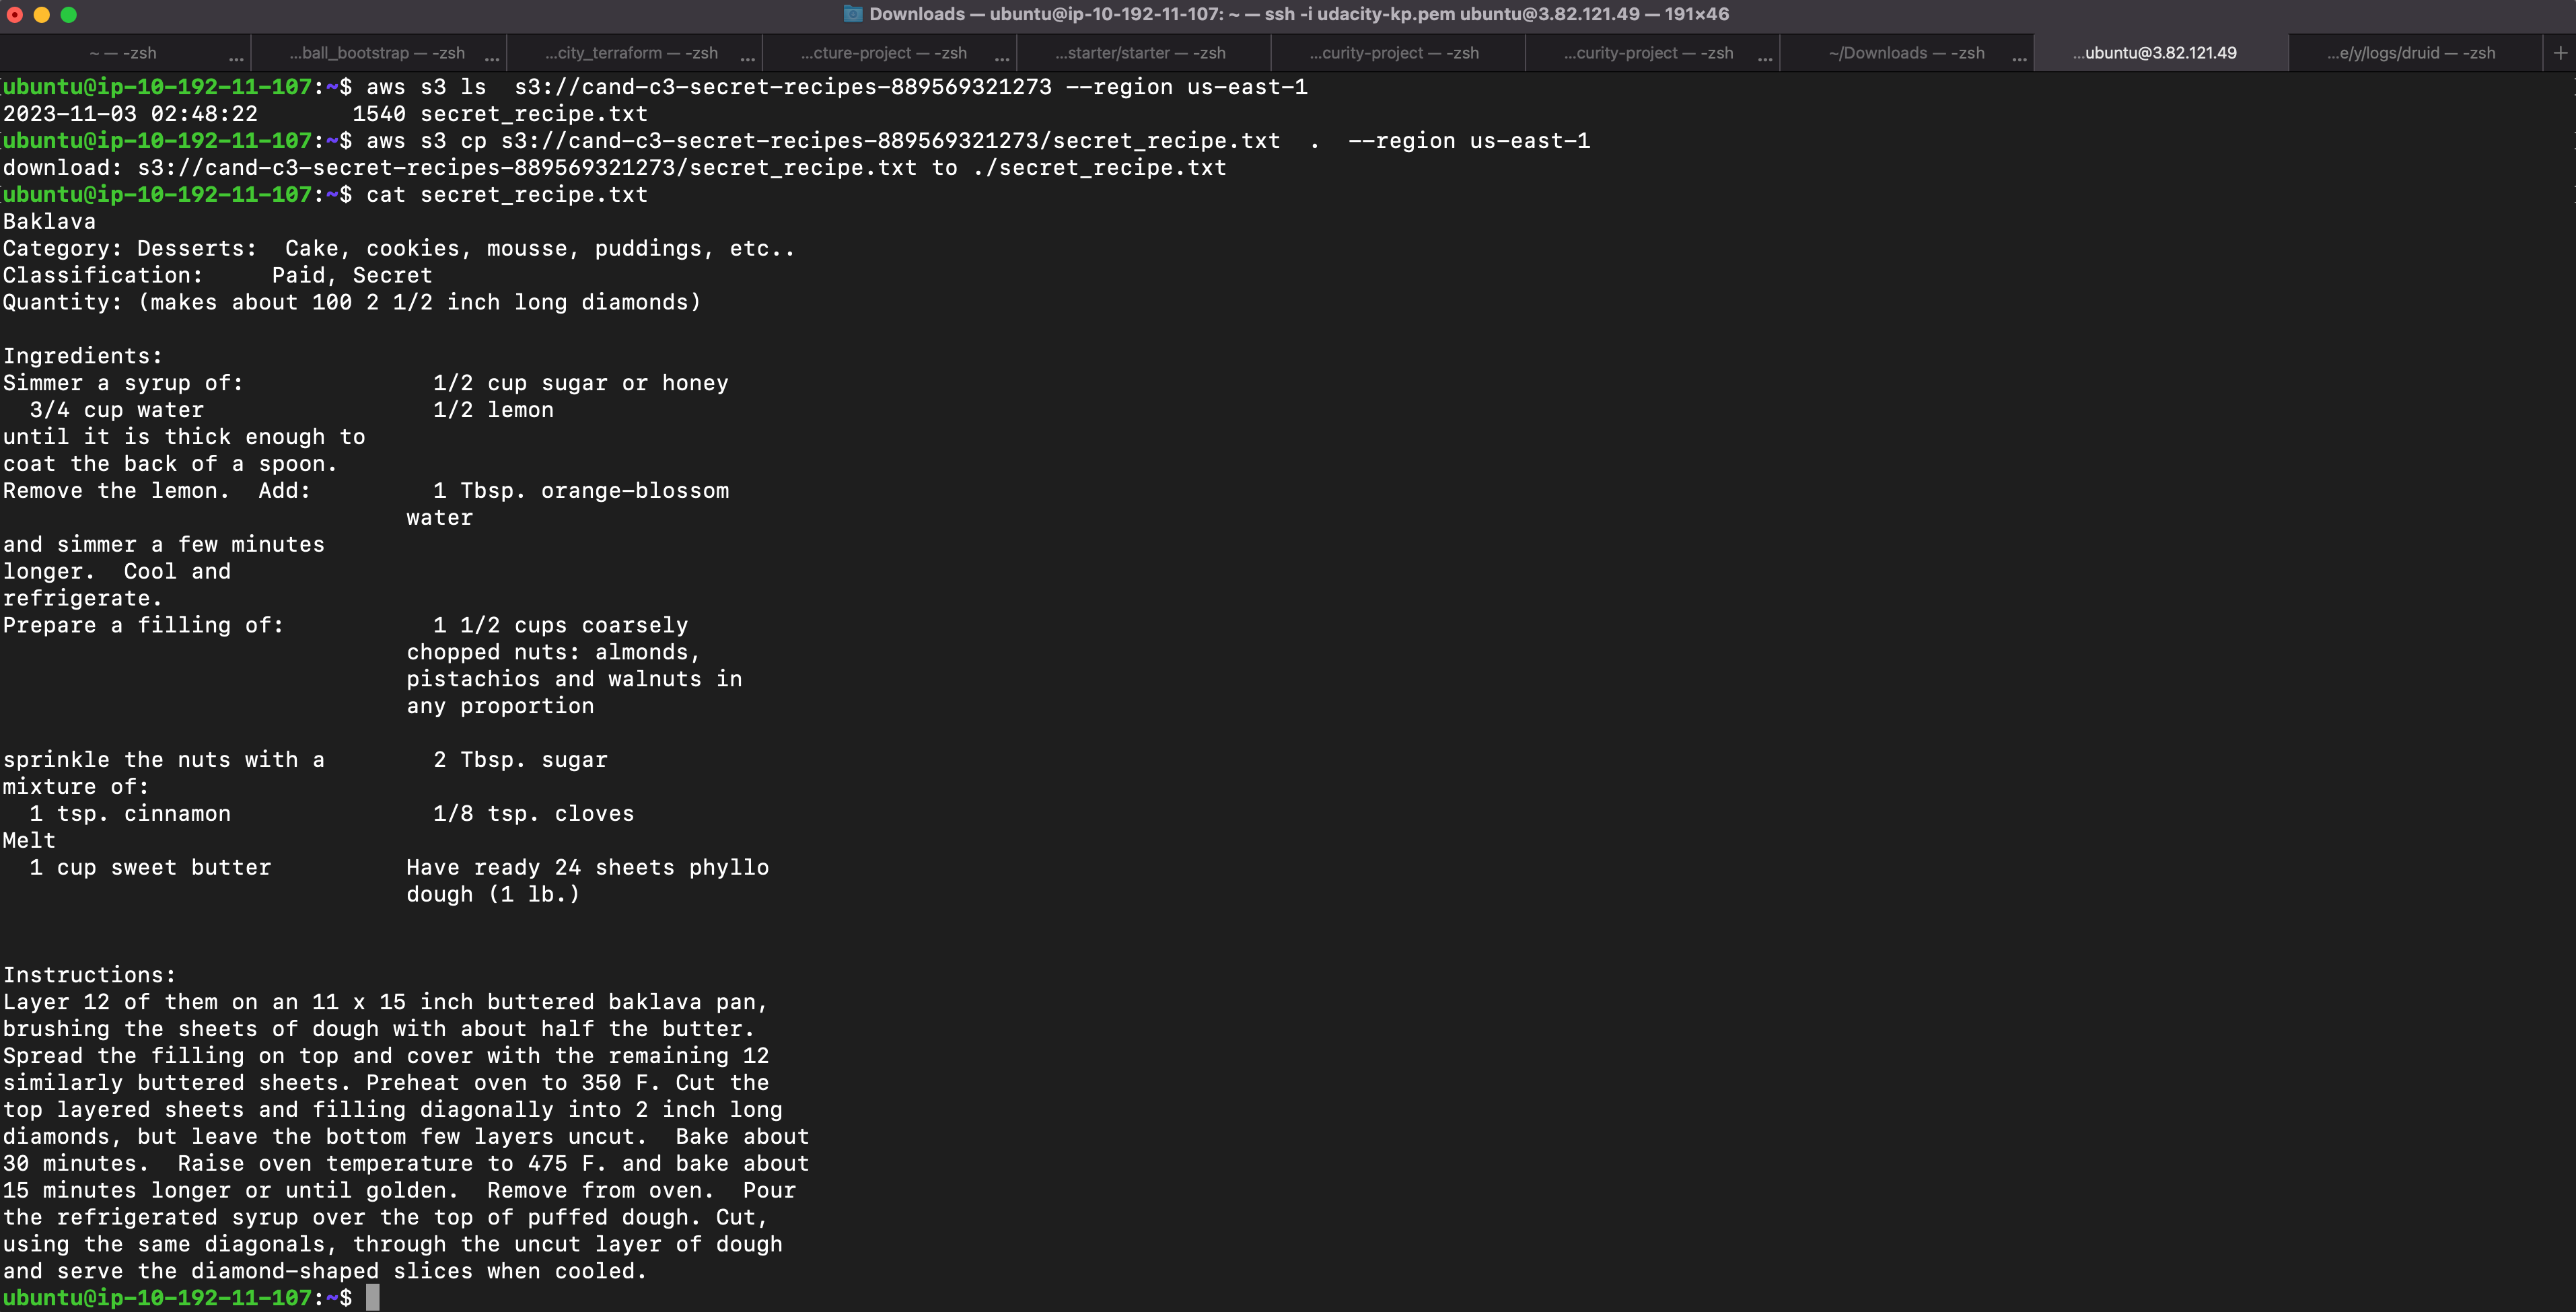 Downloads — ubuntu@ip-10-192-11-107: ~ — ssh -i udacity-kp.pem ubuntu@3.82.121.49 — 191×46
~ — -zsh ... ...ball_bootstrap — -zsh ... ...city_terraform — -zsh ... ...cture-project — -zsh ... ...starter/starter — -zsh ...curity-project — -zsh ...curity-project — -zsh ... ~/Downloads — -zsh ... ...ubuntu@3.82.121.49 ...e/y/logs/druid — -zsh +
[ubuntu@ip-10-192-11-107:~$ aws s3 ls  s3://cand-c3-secret-recipes-889569321273 --region us-east-1
2023-11-03 02:48:22       1540 secret_recipe.txt
[ubuntu@ip-10-192-11-107:~$ aws s3 cp s3://cand-c3-secret-recipes-889569321273/secret_recipe.txt  .  --region us-east-1
download: s3://cand-c3-secret-recipes-889569321273/secret_recipe.txt to ./secret_recipe.txt
[ubuntu@ip-10-192-11-107:~$ cat secret_recipe.txt
Baklava
Category: Desserts:  Cake, cookies, mousse, puddings, etc..
Classification:     Paid, Secret
Quantity: (makes about 100 2 1/2 inch long diamonds)
Ingredients:
Simmer a syrup of:              1/2 cup sugar or honey
  3/4 cup water                 1/2 lemon
until it is thick enough to
coat the back of a spoon.
Remove the lemon.  Add:         1 Tbsp. orange-blossom
                              water
and simmer a few minutes
longer.  Cool and
refrigerate.
Prepare a filling of:           1 1/2 cups coarsely
                              chopped nuts: almonds,
                              pistachios and walnuts in
                              any proportion
sprinkle the nuts with a        2 Tbsp. sugar
mixture of:
  1 tsp. cinnamon               1/8 tsp. cloves
Melt
  1 cup sweet butter          Have ready 24 sheets phyllo
                              dough (1 lb.)
Instructions:
Layer 12 of them on an 11 x 15 inch buttered baklava pan,
brushing the sheets of dough with about half the butter.
Spread the filling on top and cover with the remaining 12
similarly buttered sheets. Preheat oven to 350 F. Cut the
top layered sheets and filling diagonally into 2 inch long
diamonds, but leave the bottom few layers uncut.  Bake about
30 minutes.  Raise oven temperature to 475 F. and bake about
15 minutes longer or until golden.  Remove from oven.  Pour
the refrigerated syrup over the top of puffed dough. Cut,
using the same diagonals, through the uncut layer of dough
and serve the diamond-shaped slices when cooled.
ubuntu@ip-10-192-11-107:~$